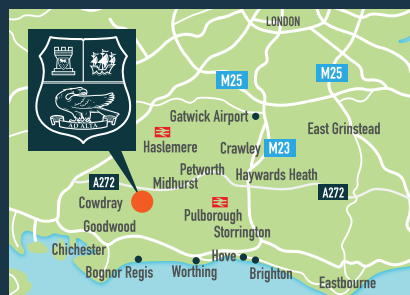 LONDON
M25
M25
Gatwick Airport
East Grinstead
Haslemere
Crawley
M23
Petworth
Haywards Heath
A272
Midhurst
A272
Cowdray
Pulborough
Goodwood
Storrington
Chichester
Hove
Bognor Regis
Worthing
Brighton
Eastbourne
AD ALTA